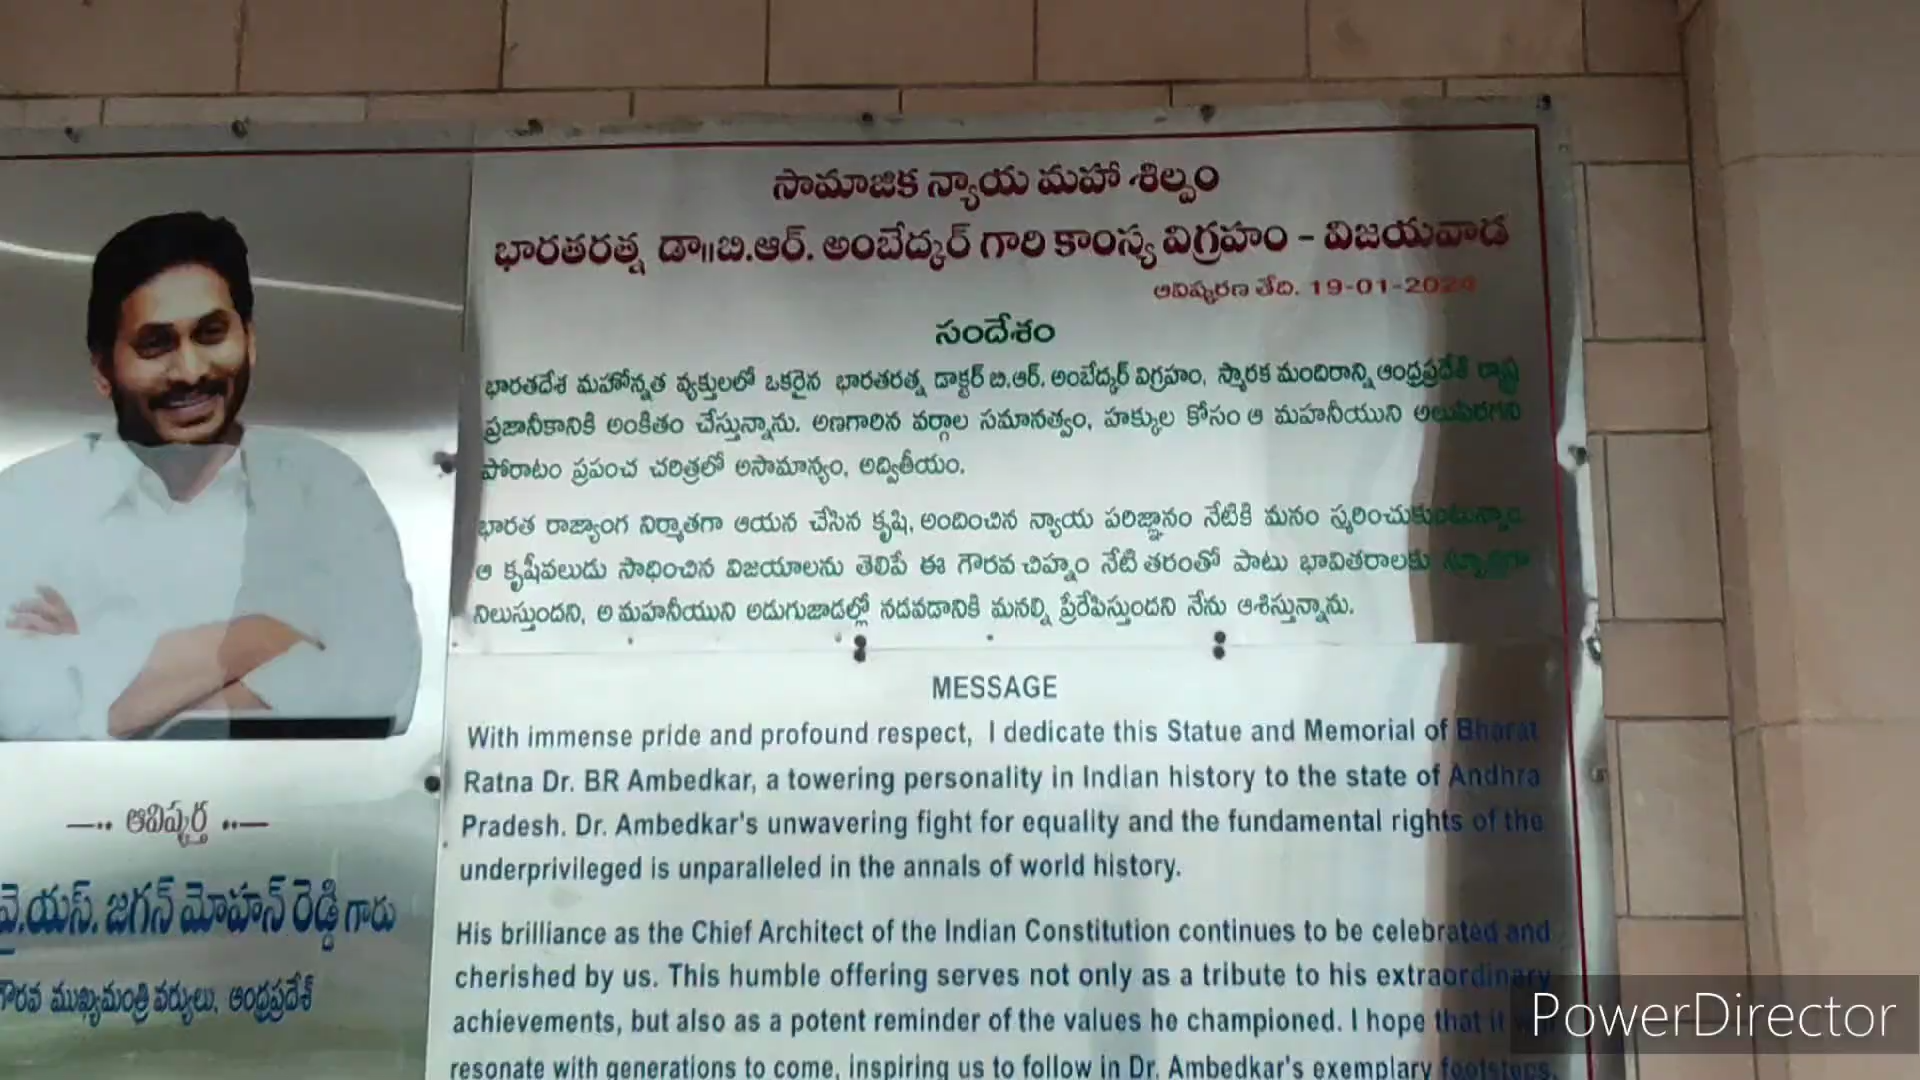 సామాజిక న్యాయ మహా శిల్పం
భారతరత్న డా॥బి.ఆర్. అంబేద్కర్ గారి కాంస్య విగ్రహం - విజయవాడ
ఆవిష్కరణ తేది. 19-01-2024
సందేశం
భారతదేశ మహోన్నత వ్యక్తులలో ఒకరైన భారతరత్న డాక్టర్ బి.ఆర్. అంబేద్కర్ విగ్రహం, స్మారక మందిరాన్ని ఆంధ్రప్రదేశ్ రాష్ట్ర
ప్రజానీకానికి అంకితం చేస్తున్నాను. అణగారిన వర్గాల సమానత్వం, హక్కుల కోసం ఆ మహనీయుని అలుపెరగని
పోరాటం ప్రపంచ చరిత్రలో అసామాన్యం, అద్వితీయం.
భారత రాజ్యాంగ నిర్మాతగా ఆయన చేసిన కృషి, అందించిన న్యాయ పరిజ్ఞానం నేటికి మనం స్మరించుకుంటున్నాం.
ఆ కృషీవలుడు సాధించిన విజయాలను తెలిపే ఈ గౌరవ చిహ్నం నేటి తరంతో పాటు భావితరాలకు స్ఫూర్తిగా
నిలుస్తుందని, అ మహనీయుని అడుగుజాడల్లో నడవడానికి మనల్ని ప్రేరేపిస్తుందని నేను ఆశిస్తున్నాను.
MESSAGE
With immense pride and profound respect, I dedicate this Statue and Memorial of Bharat
Ratna Dr. BR Ambedkar, a towering personality in Indian history to the state of Andhra
Pradesh. Dr. Ambedkar's unwavering fight for equality and the fundamental rights of the
underprivileged is unparalleled in the annals of world history.
His brilliance as the Chief Architect of the Indian Constitution continues to be celebrated and
cherished by us. This humble offering serves not only as a tribute to his extraordinary
achievements, but also as a potent reminder of the values he championed. I hope that it
resonate with generations to come, inspiring us to follow in Dr. Ambedkar's exemplary footsteps.
ఆవిష్కర్త
వై.యస్. జగన్ మోహన్ రెడ్డి గారు
గౌరవ ముఖ్యమంత్రి వర్యులు, ఆంధ్రప్రదేశ్
PowerDirector